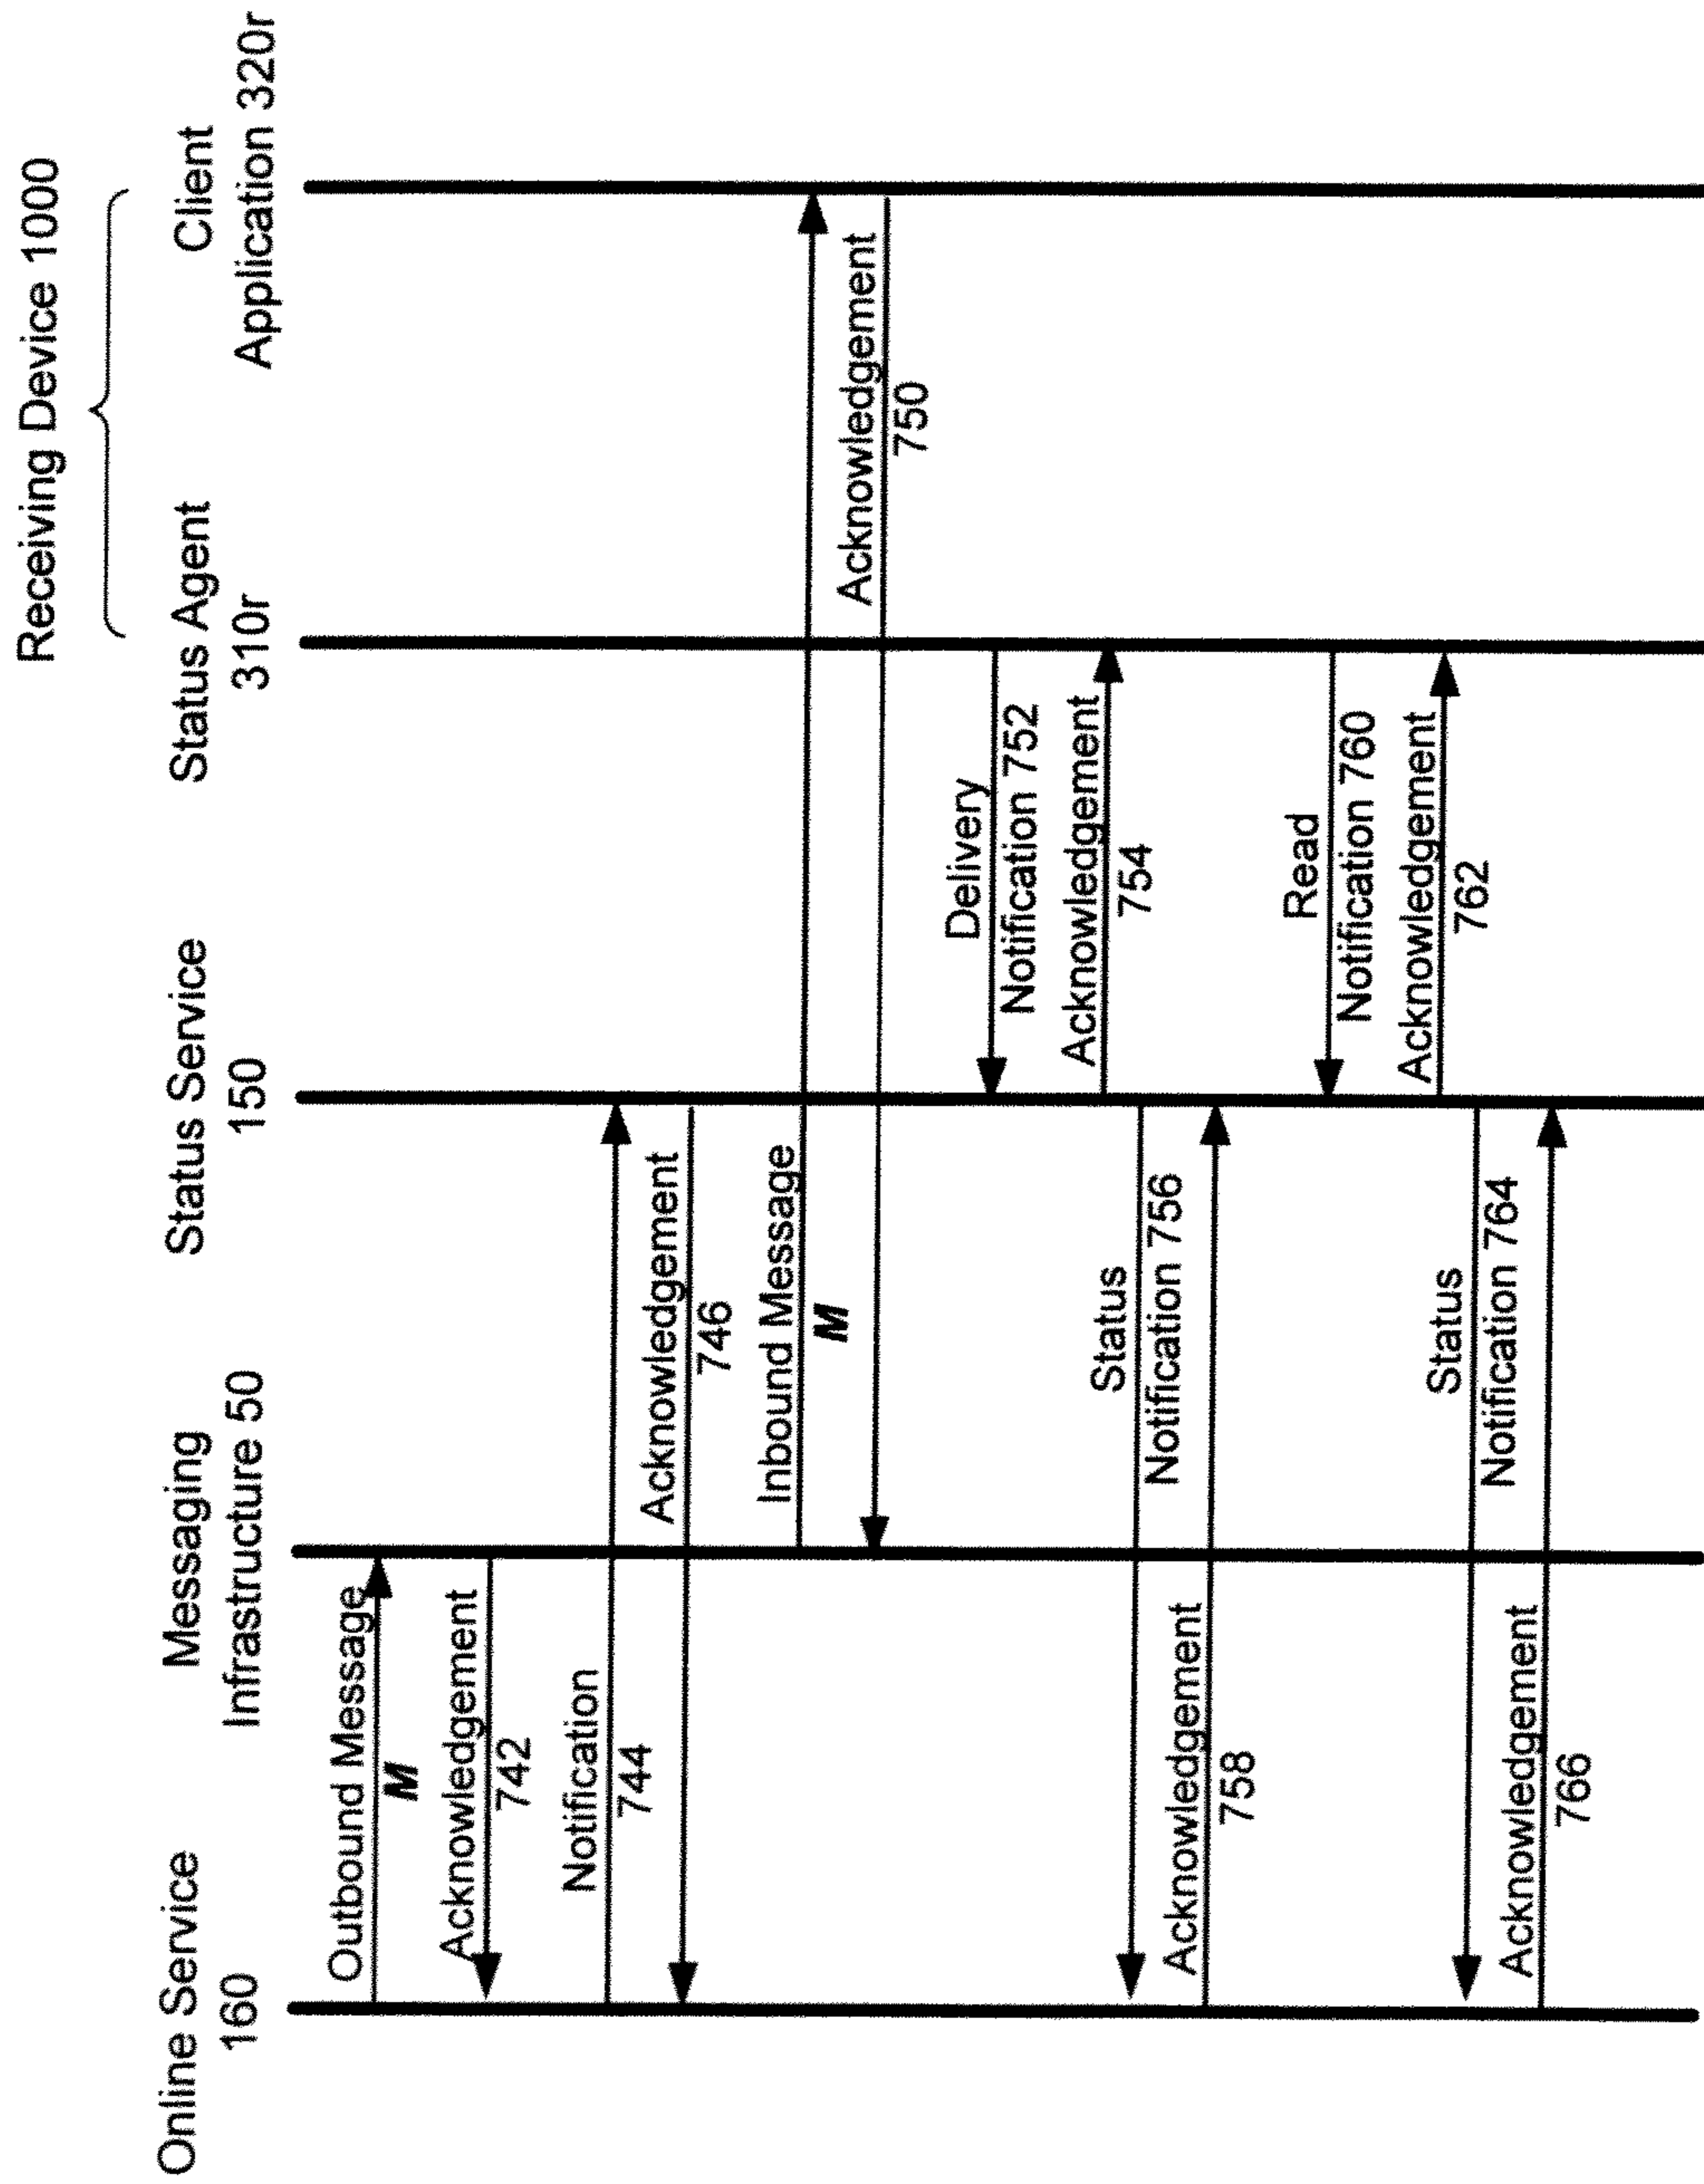 Receiving Device 1000
Online Service
160
Messaging
Infrastructure 50
Status Service
150
Status Agent
310r
Client
Application 320r
Outbound Message
M
Acknowledgement
742
Notification
744
Acknowledgement
746
Inbound Message
M
Acknowledgement
750
Delivery
Notification 752
Acknowledgement
754
Status
Notification 756
Acknowledgement
758
Read
Notification 760
Acknowledgement
762
Status
Notification 764
Acknowledgement
766